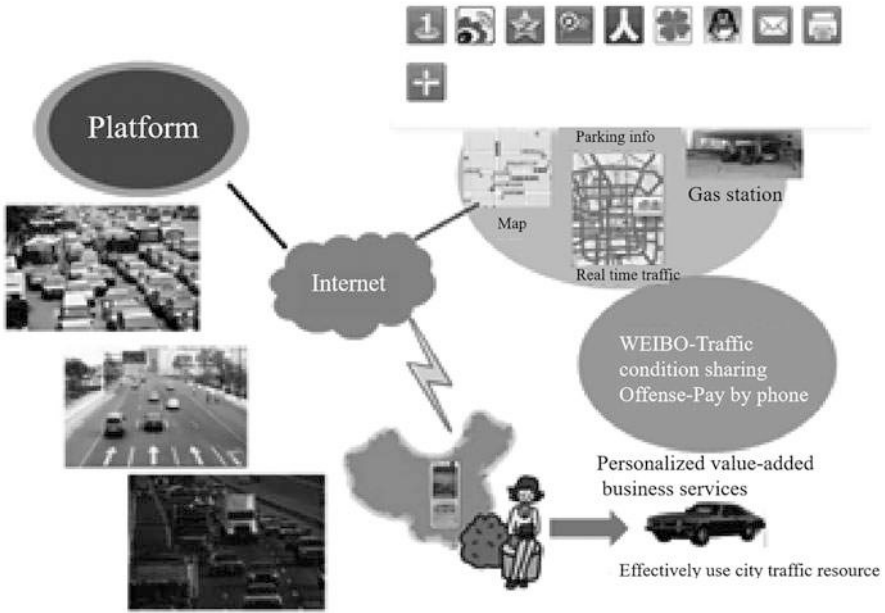 1
Platform
Parking info
Gas station
Map
Internet
Real time traffic
WEIBO-Traffic
condition sharing
Offense-Pay by phone
Personalized value-added
business services
Effectively use city traffic resource